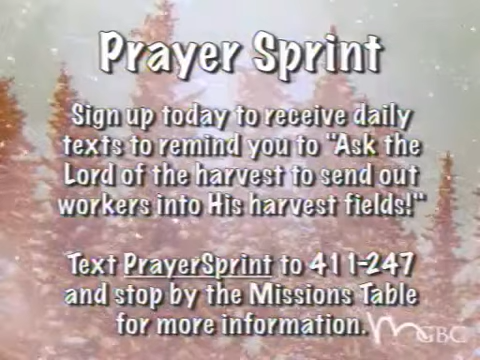 Prayer Sprint
Sign up today to receive daily
texts to remind you to "Ask the
Lord of the harvest to send out
workers into His harvest fields!"
Text PrayerSprint to 411-247
and stop by the Missions Table
for more information.
GBC